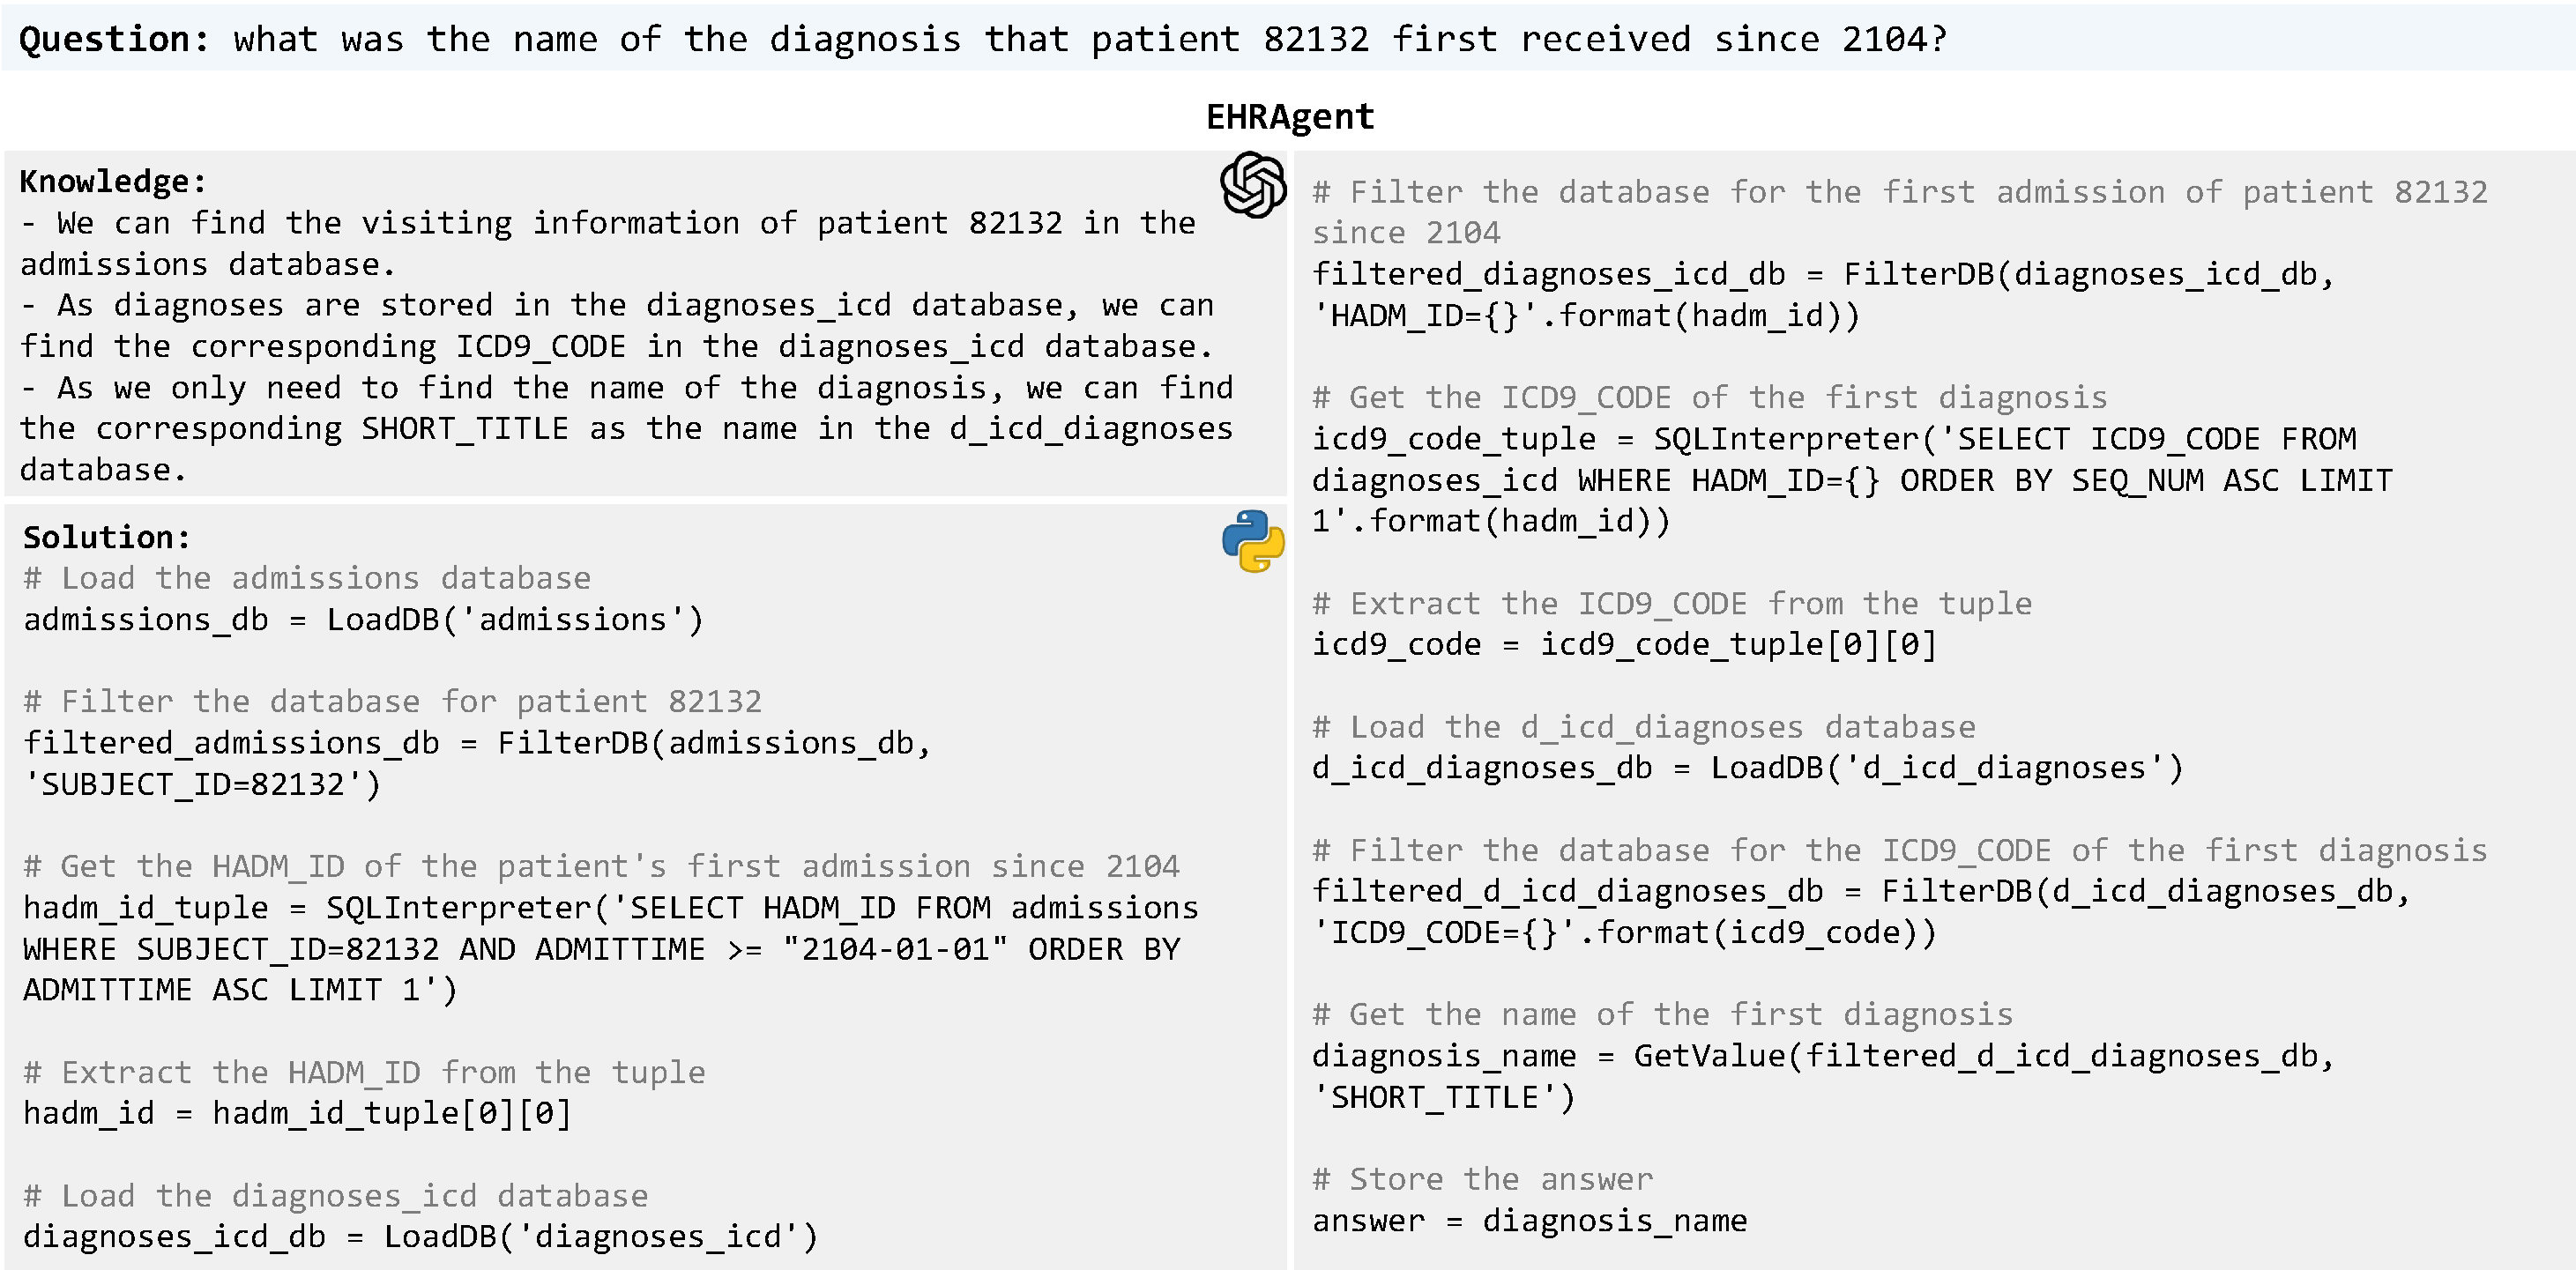 Question: what was the name of the diagnosis that patient 82132 first received since 2104?
EHRAgent
Knowledge:
- We can find the visiting information of patient 82132 in the
admissions database.
- As diagnoses are stored in the diagnoses_icd database, we can
find the corresponding ICD9_CODE in the diagnoses_icd database.
- As we only need to find the name of the diagnosis, we can find
the corresponding SHORT_TITLE as the name in the d_icd_diagnoses
database.
Solution:
# Load the admissions database
admissions_db = LoadDB('admissions')
# Filter the database for patient 82132
filtered_admissions_db = FilterDB(admissions_db,
'SUBJECT_ID=82132')
# Get the HADM_ID of the patient's first admission since 2104
hadm_id_tuple = SQLInterpreter('SELECT HADM_ID FROM admissions
WHERE SUBJECT_ID=82132 AND ADMITTIME >= "2104-01-01" ORDER BY
ADMITTIME ASC LIMIT 1')
# Extract the HADM_ID from the tuple
hadm_id = hadm_id_tuple[0][0]
# Load the diagnoses_icd database
diagnoses_icd_db = LoadDB('diagnoses_icd')
# Filter the database for the first admission of patient 82132
since 2104
filtered_diagnoses_icd_db = FilterDB(diagnoses_icd_db,
'HADM_ID={}'.format(hadm_id))
# Get the ICD9_CODE of the first diagnosis
icd9_code_tuple = SQLInterpreter('SELECT ICD9_CODE FROM
diagnoses_icd WHERE HADM_ID={} ORDER BY SEQ_NUM ASC LIMIT
1'.format(hadm_id))
# Extract the ICD9_CODE from the tuple
icd9_code = icd9_code_tuple[0][0]
# Load the d_icd_diagnoses database
d_icd_diagnoses_db = LoadDB('d_icd_diagnoses')
# Filter the database for the ICD9_CODE of the first diagnosis
filtered_d_icd_diagnoses_db = FilterDB(d_icd_diagnoses_db,
'ICD9_CODE={}'.format(icd9_code))
# Get the name of the first diagnosis
diagnosis_name = GetValue(filtered_d_icd_diagnoses_db,
'SHORT_TITLE')
# Store the answer
answer = diagnosis_name